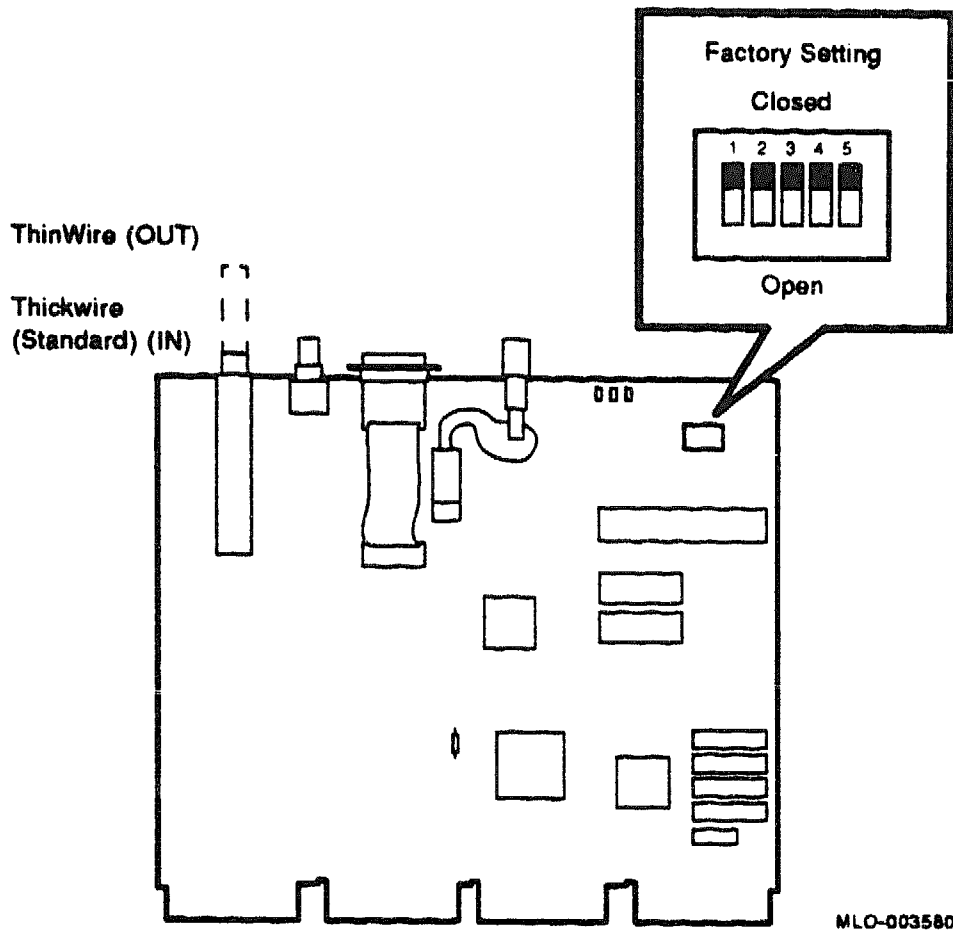 Factory Setting
Closed
1 2 3 4 5
Open
ThinWire (OUT)
Thickwire
(Standard) (IN)
MLO-003580